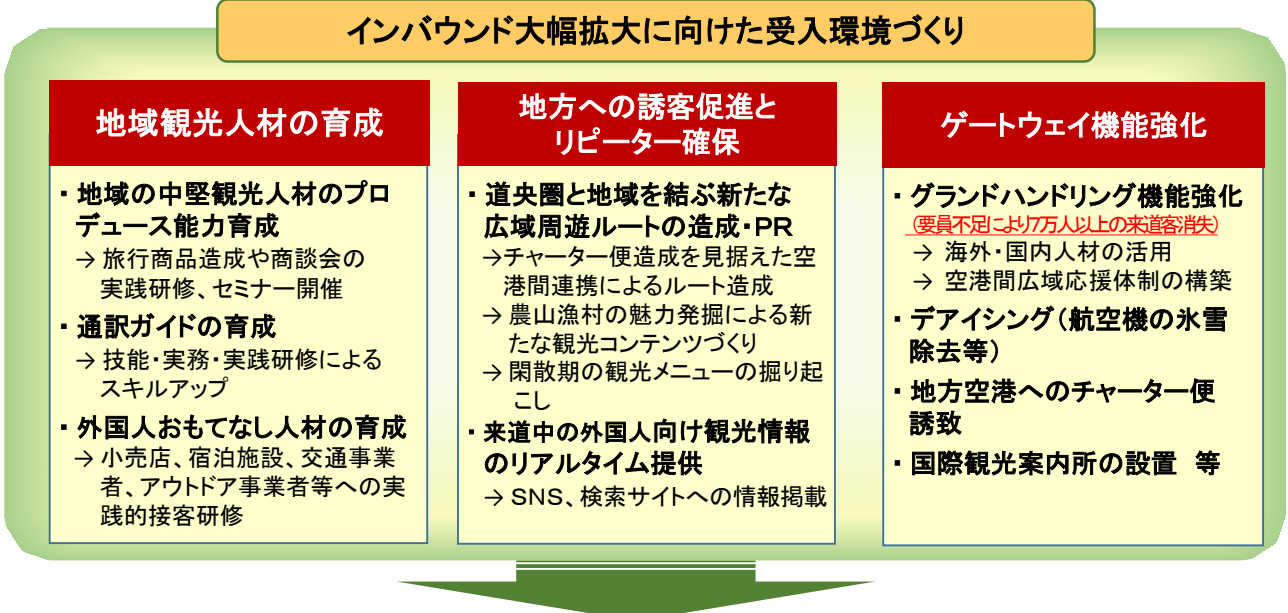 インバウンド大幅拡大に向けた受入環境づくり
地域観光人材の育成
・地域の中堅観光人材のプロ
デュース能力育成
→ 旅行商品造成や商談会の
実践研修、セミナー開催
・通訳ガイドの育成
→ 技能・実務・実践研修による
スキルアップ
・外国人おもてなし人材の育成
→ 小売店、宿泊施設、交通事業
者、アウトドア事業者等への実
践的接客研修
地方への誘客促進と
リピーター確保
・道央圏と地域を結ぶ新たな
広域周遊ルートの造成・PR
→チャーター便造成を見据えた空
港間連携によるルート造成
→ 農山漁村の魅力発掘による新
たな観光コンテンツづくり
→ 閑散期の観光メニューの掘り起
こし
・来道中の外国人向け観光情報
のリアルタイム提供
→ SNS、検索サイトへの情報掲載
ゲートウェイ機能強化
・グランドハンドリング機能強化
(要員不足により7万人以上の来道客消失)
→ 海外・国内人材の活用
→ 空港間広域応援体制の構築
・デアイシング(航空機の氷雪
除去等)
・地方空港へのチャーター便
誘致
・国際観光案内所の設置 等